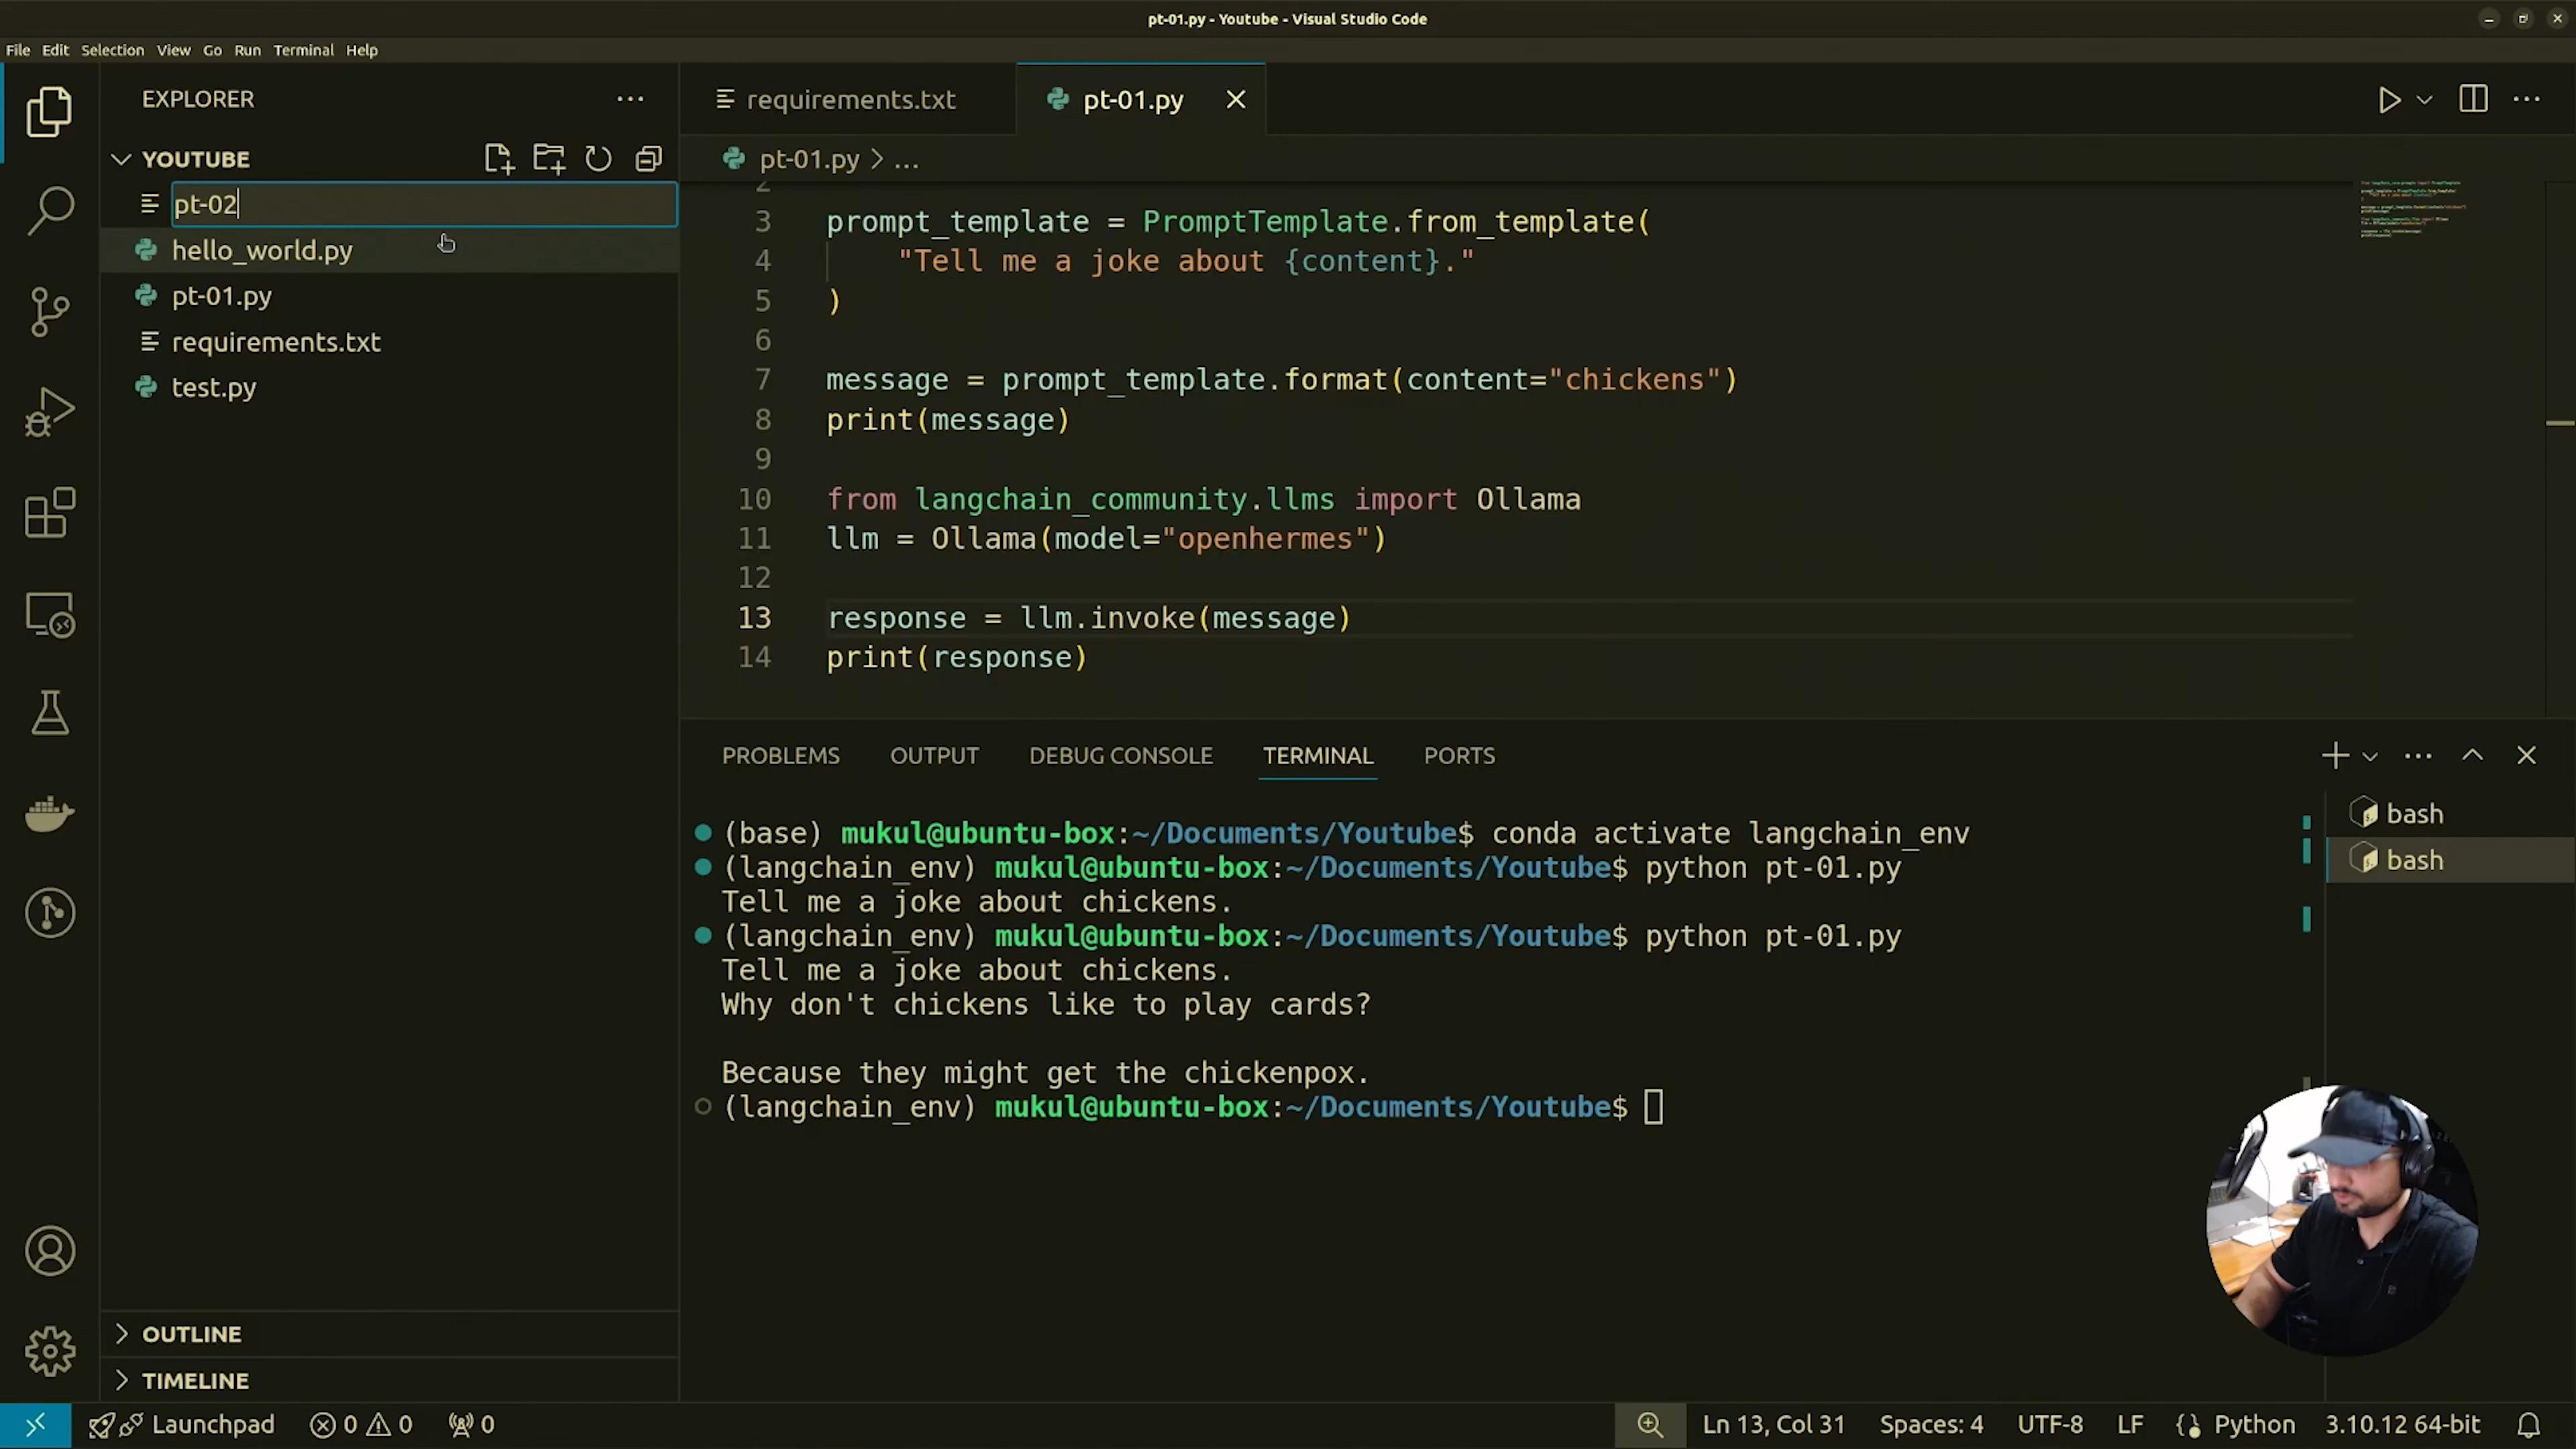 pt-01.py - Youtube - Visual Studio Code
File Edit Selection View Go Run Terminal Help
EXPLORER
YOUTUBE
pt-02
hello_world.py
pt-01.py
requirements.txt
test.py
OUTLINE
TIMELINE
requirements.txt
pt-01.py
pt-01.py > ...
2
3 prompt_template = PromptTemplate.from_template(
4 "Tell me a joke about {content}."
5 )
6
7 message = prompt_template.format(content="chickens")
8 print(message)
9
10 from langchain_community.llms import Ollama
11 llm = Ollama(model="openhermes")
12
13 response = llm.invoke(message)
14 print(response)
PROBLEMS OUTPUT DEBUG CONSOLE TERMINAL PORTS
(base) mukul@ubuntu-box:~/Documents/Youtube$ conda activate langchain_env
(langchain_env) mukul@ubuntu-box:~/Documents/Youtube$ python pt-01.py
Tell me a joke about chickens.
(langchain_env) mukul@ubuntu-box:~/Documents/Youtube$ python pt-01.py
Tell me a joke about chickens.
Why don't chickens like to play cards?
Because they might get the chickenpox.
(langchain_env) mukul@ubuntu-box:~/Documents/Youtube$
bash
bash
Launchpad 0 0 0
Ln 13, Col 31 Spaces: 4 UTF-8 LF Python 3.10.12 64-bit